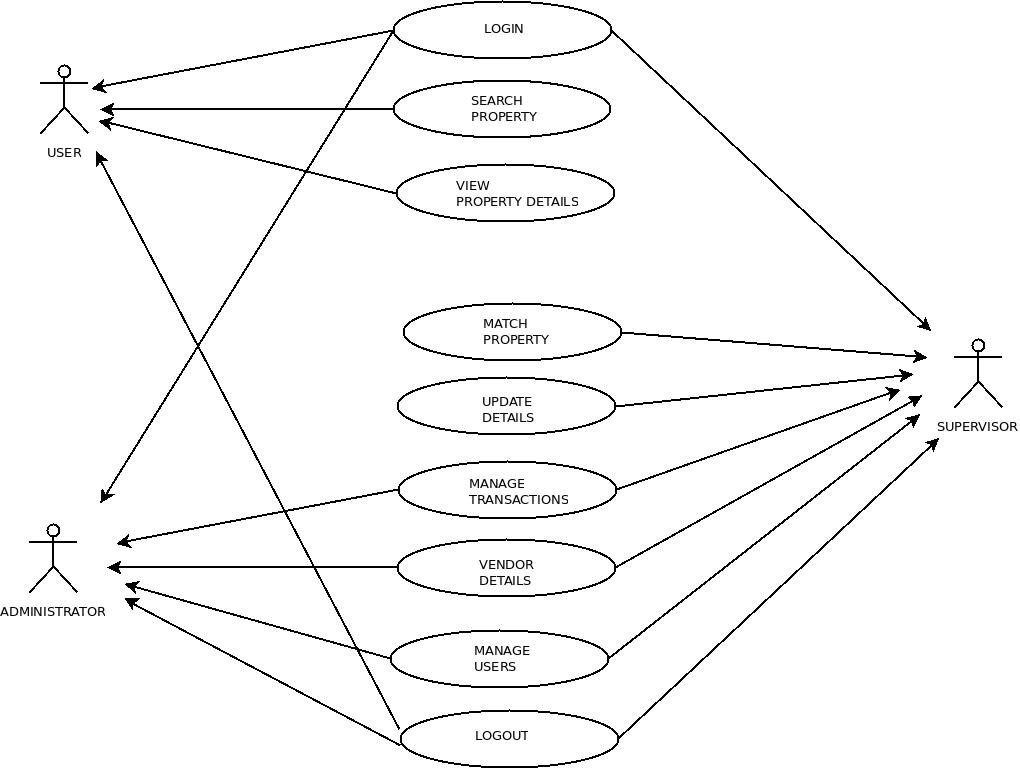 LOGIN
SEARCH
PROPERTY
USER
VIEW
PROPERTY DETAILS
MATCH
PROPERTY
UPDATE
DETAILS
SUPERVISOR
MANAGE
TRANSACTIONS
VENDOR
DETAILS
ADMINISTRATOR
MANAGE
USERS
LOGOUT